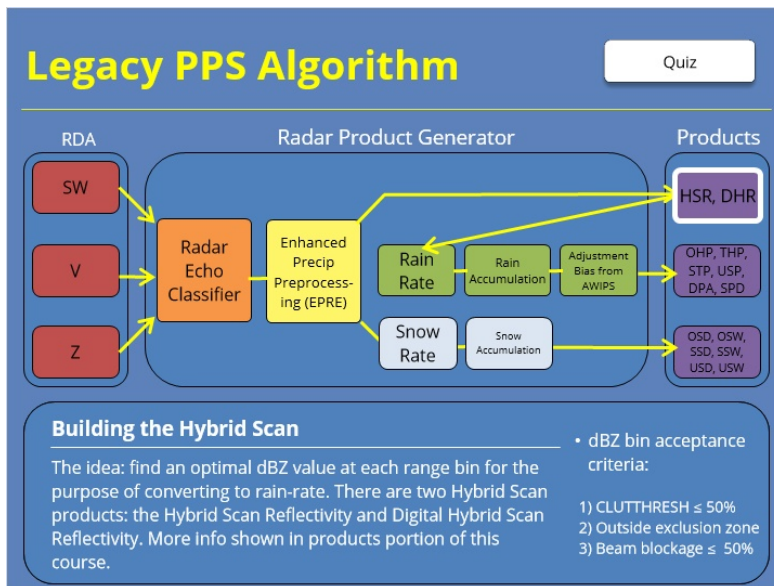 Legacy PPS Algorithm
Quiz
RDA
Radar Product Generator
Products
SW
V
Z
Radar
Echo
Classifier
Enhanced
Precip
Preprocess-
ing (EPRE)
HSR, DHR
Rain
Rate
Rain
Accumulation
Adjustment
Bias from
AWIPS
OHP, THP,
STP, USP,
DPA, SPD
Snow
Rate
Snow
Accumulation
OSD, OSW,
SSD, SSW,
USD, USW
Building the Hybrid Scan
The idea: find an optimal dBZ value at each range bin for the
purpose of converting to rain-rate. There are two Hybrid Scan
products: the Hybrid Scan Reflectivity and Digital Hybrid Scan
Reflectivity. More info shown in products portion of this
course.
• dBZ bin acceptance
criteria:
1) CLUTTHRESH ≤ 50%
2) Outside exclusion zone
3) Beam blockage ≤ 50%